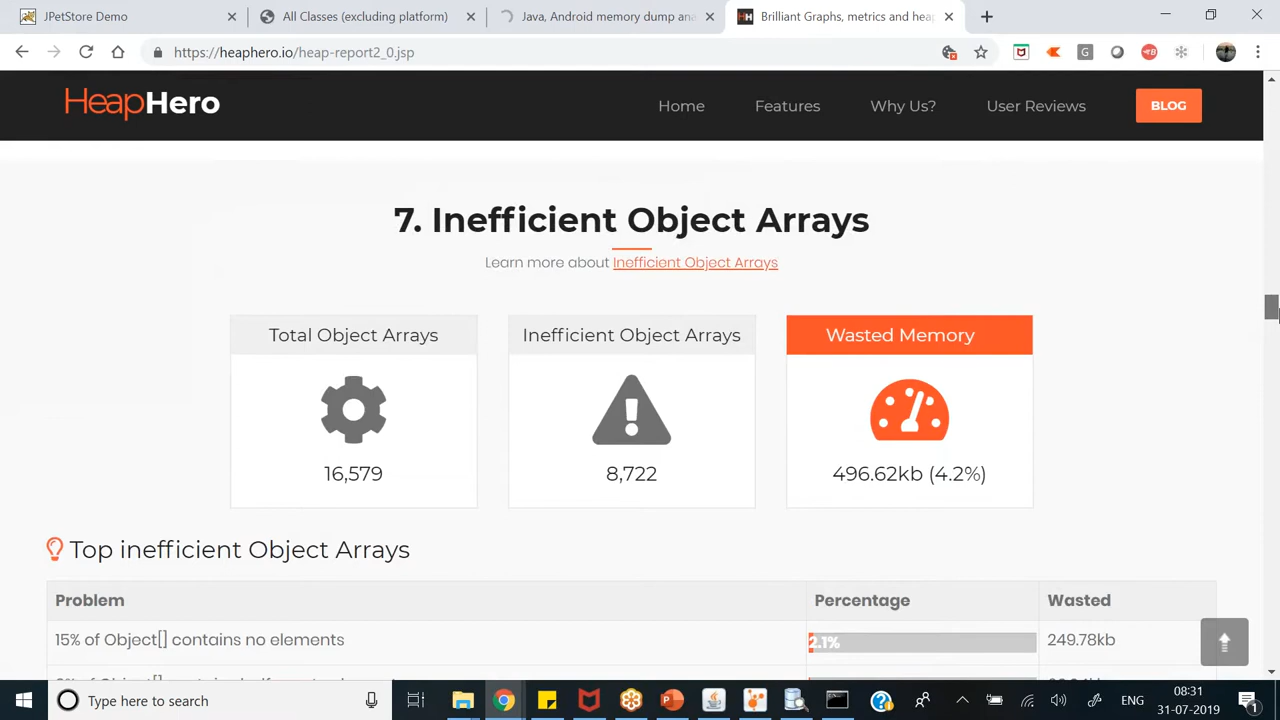 JPetStore Demo
All Classes (excluding platform)
Java, Android memory dump ana
Brilliant Graphs, metrics and heap
https://heaphero.io/heap-report2_0.jsp
HeapHero
Home
Features
Why Us?
User Reviews
BLOG
7. Inefficient Object Arrays
Learn more about Inefficient Object Arrays
Total Object Arrays
Inefficient Object Arrays
Wasted Memory
16,579
8,722
496.62kb (4.2%)
Top inefficient Object Arrays
Problem Percentage Wasted
15% of Object[] contains no elements 2.1% 249.78kb
Type here to search
ENG
08:31
31-07-2019
1